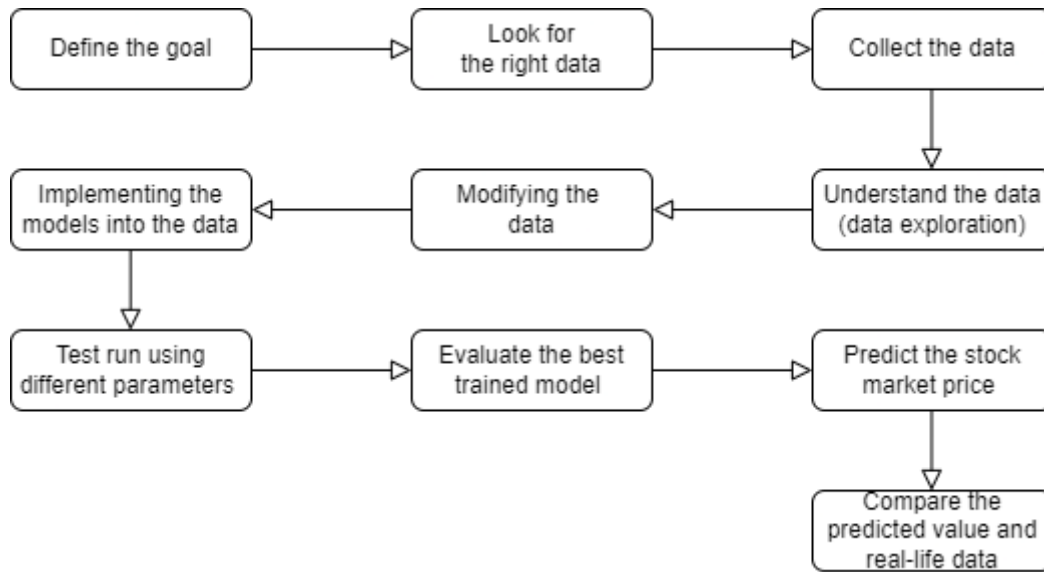 Define the goal
Look for
the right data
Collect the data
Understand the data
(data exploration)
Modifying the
data
Implementing the
models into the data
Test run using
different parameters
Evaluate the best
trained model
Predict the stock
market price
Compare the
predicted value and
real-life data